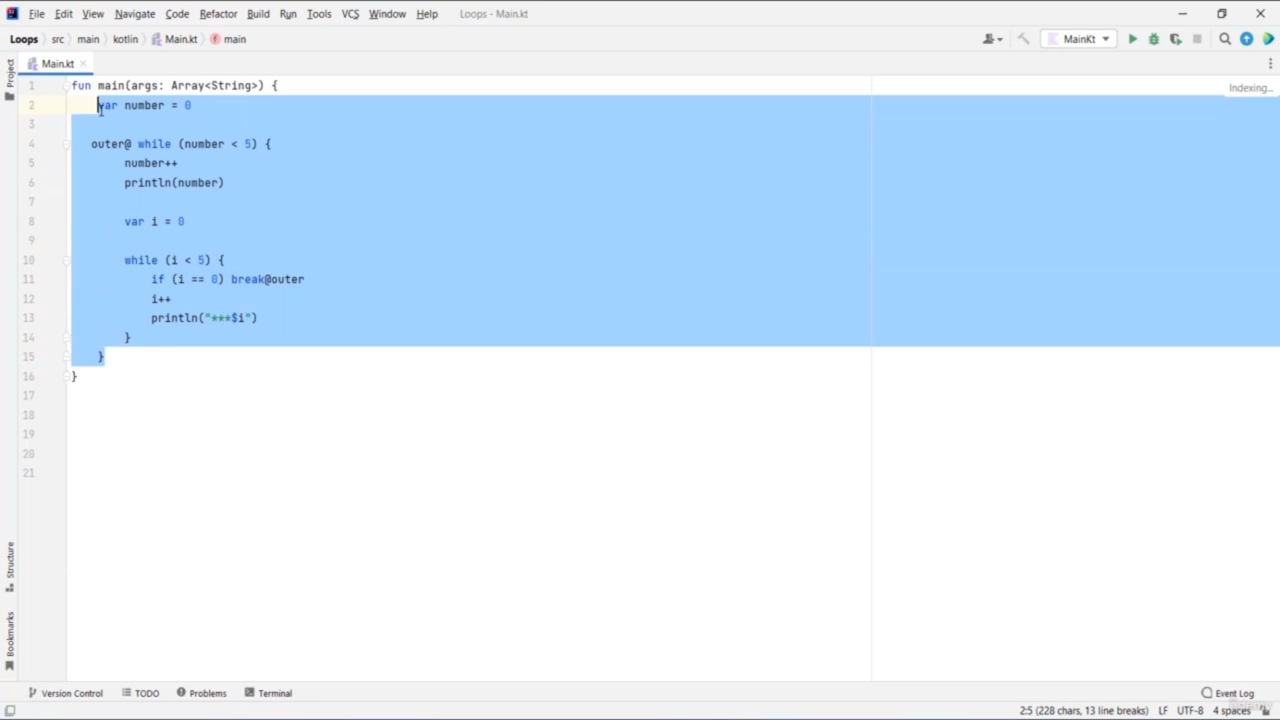 File Edit View Navigate Code Refactor Build Run Tools VCS Window Help Loops - Main.kt
Loops src main kotlin Main.kt main MainKt
Project
Main.kt
Indexing...
1 fun main(args: Array<String>) {
2 var number = 0
3
4 outer@ while (number < 5) {
5 number++
6 println(number)
7
8 var i = 0
9
10 while (i < 5) {
11 if (i == 0) break@outer
12 i++
13 println("***$i")
14 }
15 }
16 }
17
18
19
20
21
Structure
Bookmarks
Version Control TODO Problems Terminal Event Log
2:5 (228 chars, 13 line breaks) LF UTF-8 4 spaces